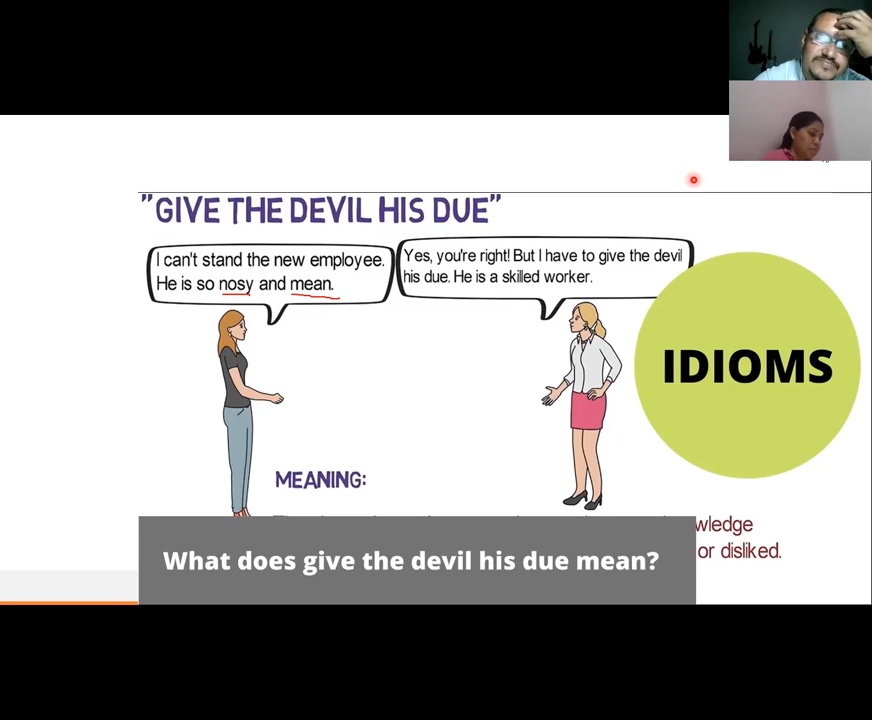 "GIVE THE DEVIL HIS DUE"
I can't stand the new employee.
He is so nosy and mean.
Yes, you're right! But I have to give the devil
his due. He is a skilled worker.
IDIOMS
MEANING:
or disliked.
What does give the devil his due mean?